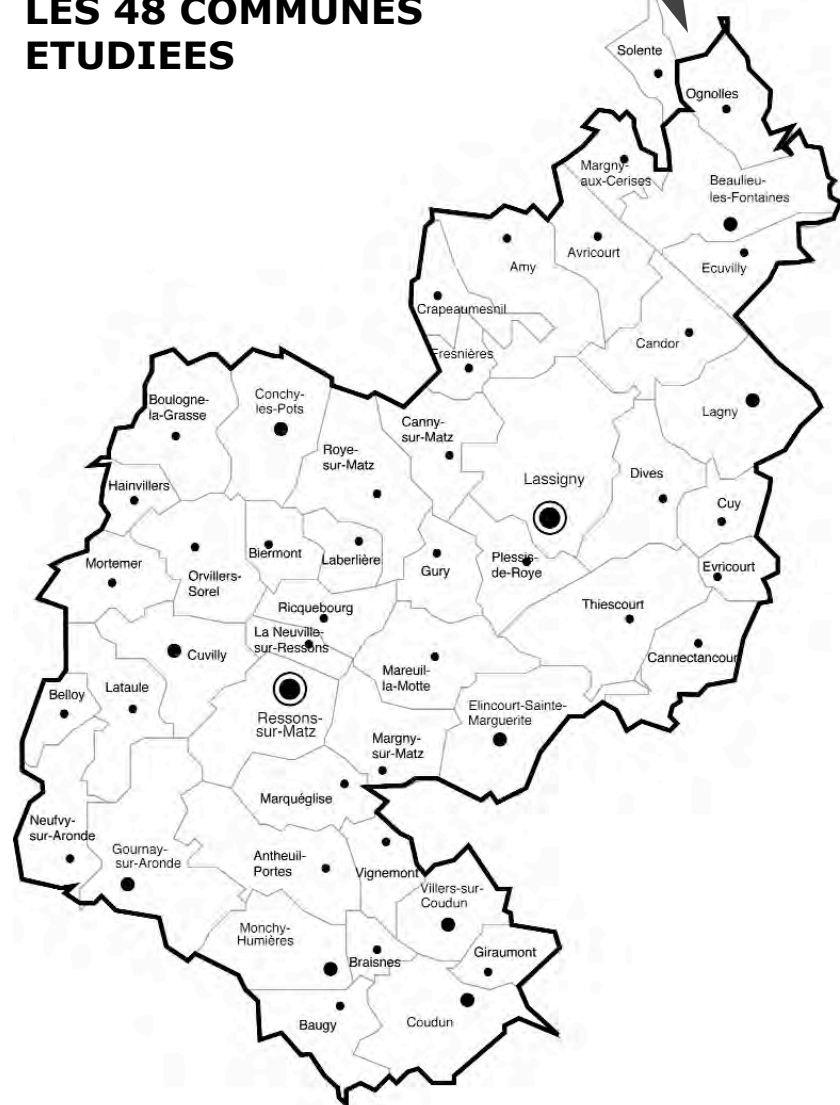 LES 48 COMMUNES
ETUDIEES
Solente
Ognolles
Margny-
aux-Cerises
Beaulieu-
les-Fontaines
Avricourt
Amy
Ecuvilly
Crapeaumesnil
Candor
Fresnières
Boulogne-
la-Grasse
Conchy-
les-Pots
Lagny
Canny-
sur-Matz
Roye-
sur-Matz
Lassigny
Dives
Hainvillers
Cuy
Biermont
Laberlière
Mortemer
Orvillers-
Sorel
Gury
Plessis-
de-Roye
Evricourt
Ricquebourg
Thiescourt
La Neuville-
sur-Ressons
Cuvilly
Cannectancour
Mareuil-
la-Motte
Belloy
Lataule
Elincourt-Sainte-
Marguerite
Ressons-
sur-Matz
Margny-
sur-Matz
Marquéglise
Neufvy-
sur-Aronde
Gournay-
sur-Aronde
Antheuil-
Portes
Vignemont
Villers-sur-
Coudun
Monchy-
Humières
Braisnes
Giraumont
Baugy
Coudun